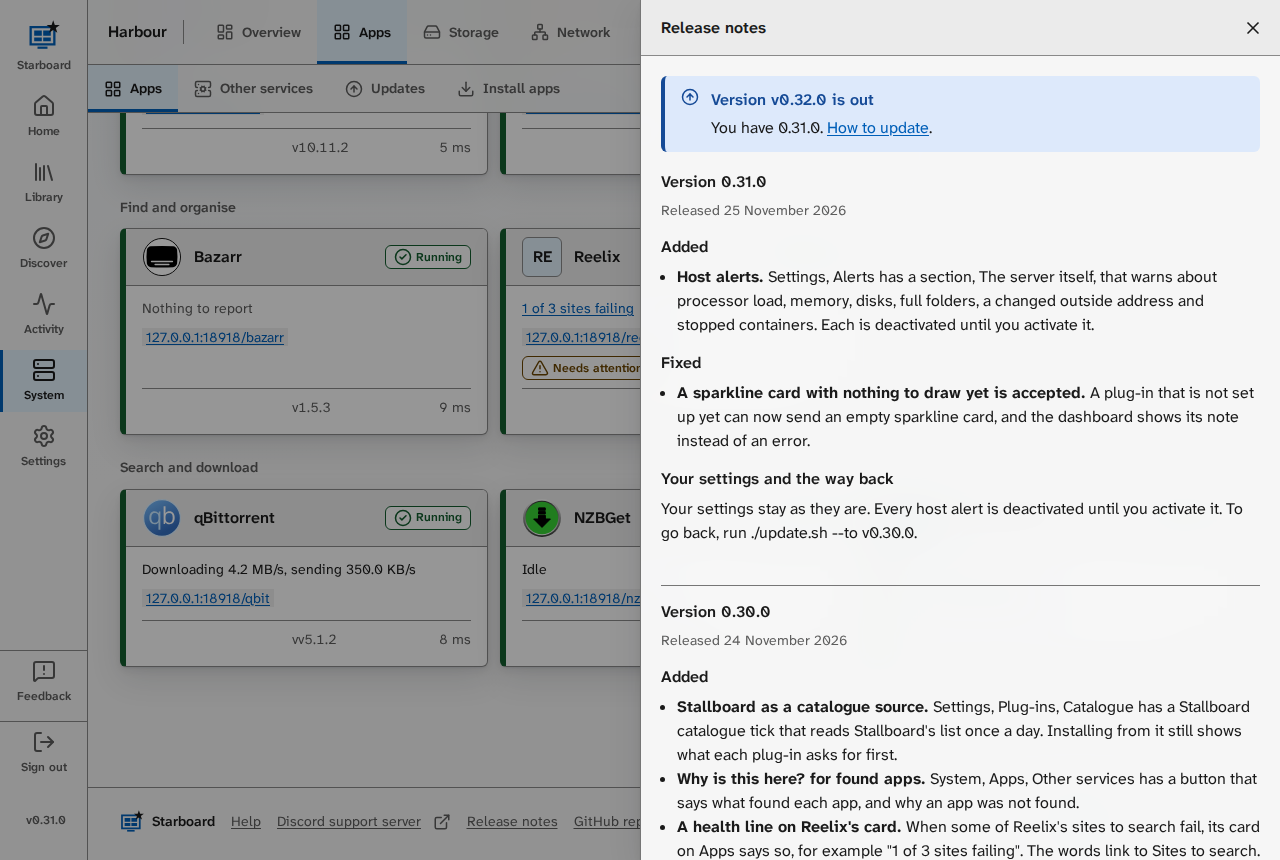 Starboard
Home
Library
Discover
Activity
System
Settings
Feedback
Sign out
v0.31.0
Harbour
Overview
Apps
Storage
Network
Apps
Other services
Updates
Install apps
v10.11.2
5 ms
Find and organise
Bazarr
Running
Nothing to report
127.0.0.1:18918/bazarr
v1.5.3
9 ms
RE
Reelix
1 of 3 sites failing
127.0.0.1:18918/re
Needs attention
Search and download
qb
qBittorrent
Running
Downloading 4.2 MB/s, sending 350.0 KB/s
127.0.0.1:18918/qbit
vv5.1.2
8 ms
NZBGet
Idle
127.0.0.1:18918/nz
Starboard
Help
Discord support server
Release notes
GitHub rep
Release notes
Version v0.32.0 is out
You have 0.31.0. How to update.
Version 0.31.0
Released 25 November 2026
Added
• Host alerts. Settings, Alerts has a section, The server itself, that warns about
processor load, memory, disks, full folders, a changed outside address and
stopped containers. Each is deactivated until you activate it.
Fixed
• A sparkline card with nothing to draw yet is accepted. A plug-in that is not set
up yet can now send an empty sparkline card, and the dashboard shows its note
instead of an error.
Your settings and the way back
Your settings stay as they are. Every host alert is deactivated until you activate it. To
go back, run ./update.sh --to v0.30.0.
Version 0.30.0
Released 24 November 2026
Added
• Stallboard as a catalogue source. Settings, Plug-ins, Catalogue has a Stallboard
catalogue tick that reads Stallboard's list once a day. Installing from it still shows
what each plug-in asks for first.
• Why is this here? for found apps. System, Apps, Other services has a button that
says what found each app, and why an app was not found.
• A health line on Reelix's card. When some of Reelix's sites to search fail, its card
on Apps says so, for example "1 of 3 sites failing". The words link to Sites to search.